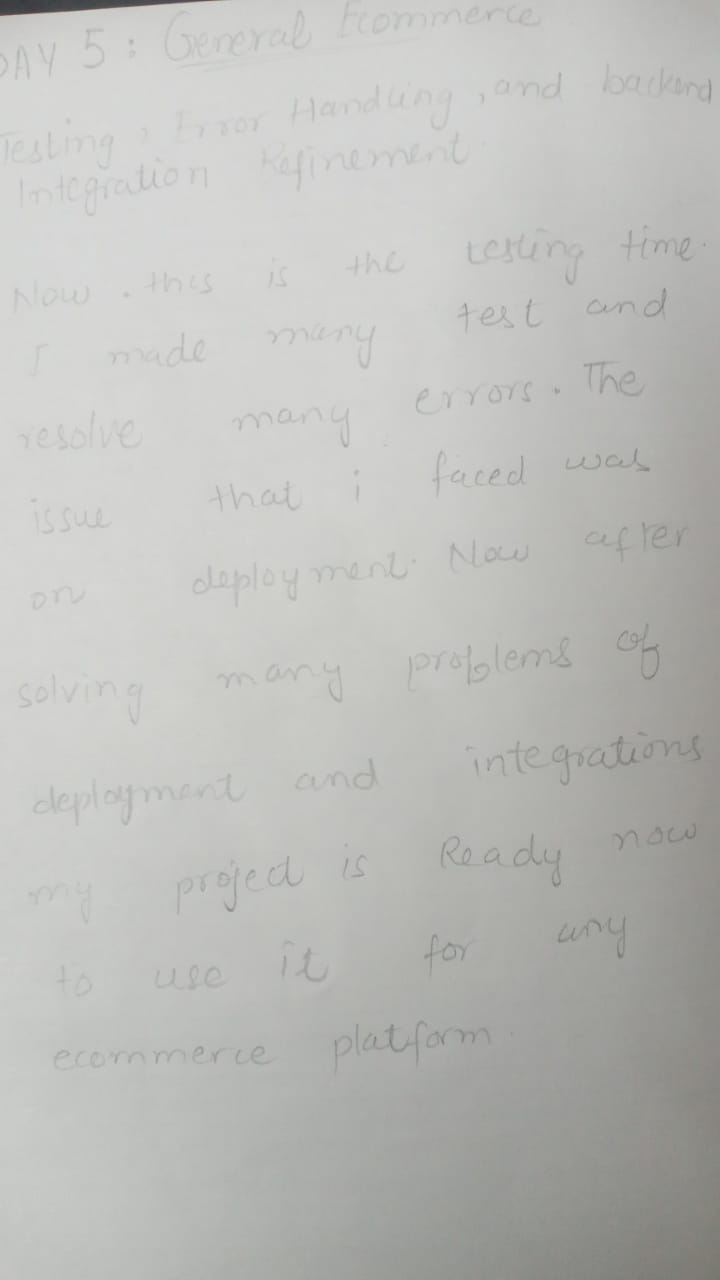 DAY 5 : General Ecommerce
Testing, Error Handling, and backend
Integration Refinement.
Now. this is the testing time.
I made many test and
resolve many errors. The
issue that i faced was
on deployment. Now after
solving many problems of
deployment and integrations
my project is Ready now
to use it for any
ecommerce platform.